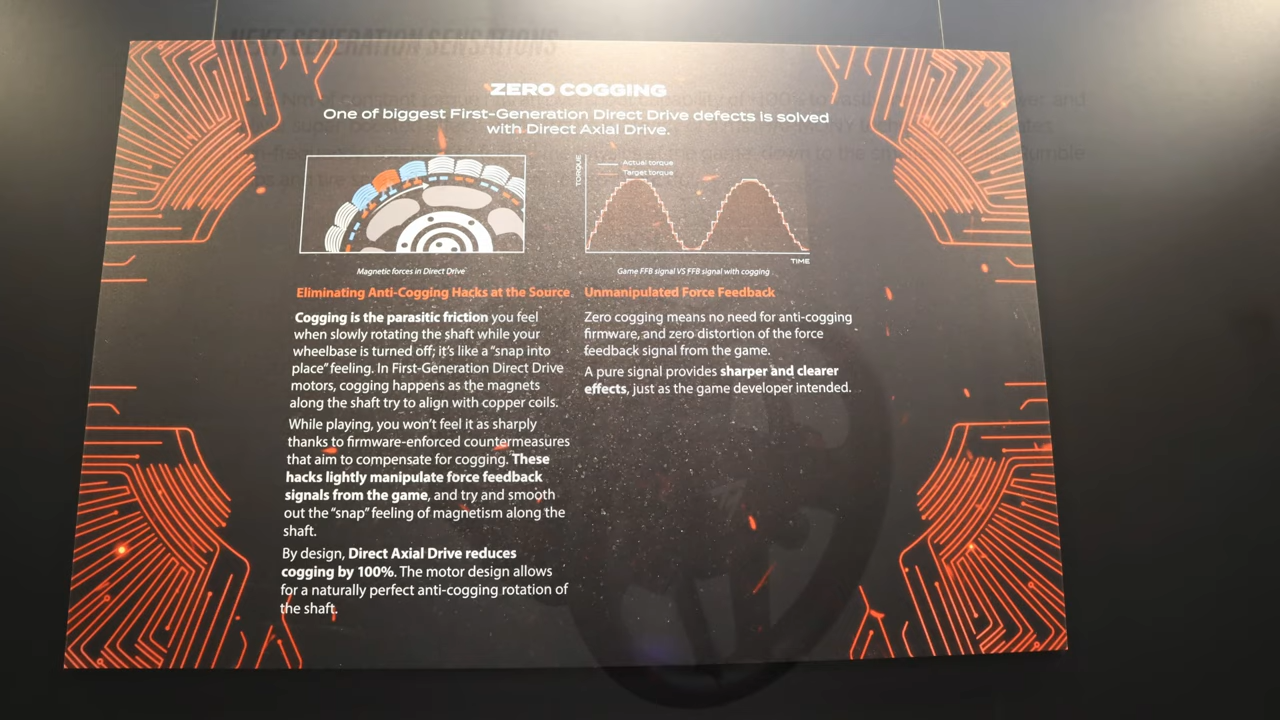 NEXT GENERATION SENSATIONS
ZERO COGGING
One of biggest First-Generation Direct Drive defects is solved
with Direct Axial Drive.
TORQUE
Actual torque
Target torque
TIME
Magnetic forces in Direct Drive
Game FFB signal VS FFB signal with cogging
Eliminating Anti-Cogging Hacks at the Source
Cogging is the parasitic friction you feel
when slowly rotating the shaft while your
wheelbase is turned off; it's like a "snap into
place" feeling. In First-Generation Direct Drive
motors, cogging happens as the magnets
along the shaft try to align with copper coils.
While playing, you won't feel it as sharply
thanks to firmware-enforced countermeasures
that aim to compensate for cogging. These
hacks lightly manipulate force feedback
signals from the game, and try and smooth
out the "snap" feeling of magnetism along the
shaft.
By design, Direct Axial Drive reduces
cogging by 100%. The motor design allows
for a naturally perfect anti-cogging rotation of
the shaft.
Unmanipulated Force Feedback
Zero cogging means no need for anti-cogging
firmware, and zero distortion of the force
feedback signal from the game.
A pure signal provides sharper and clearer
effects, just as the game developer intended.